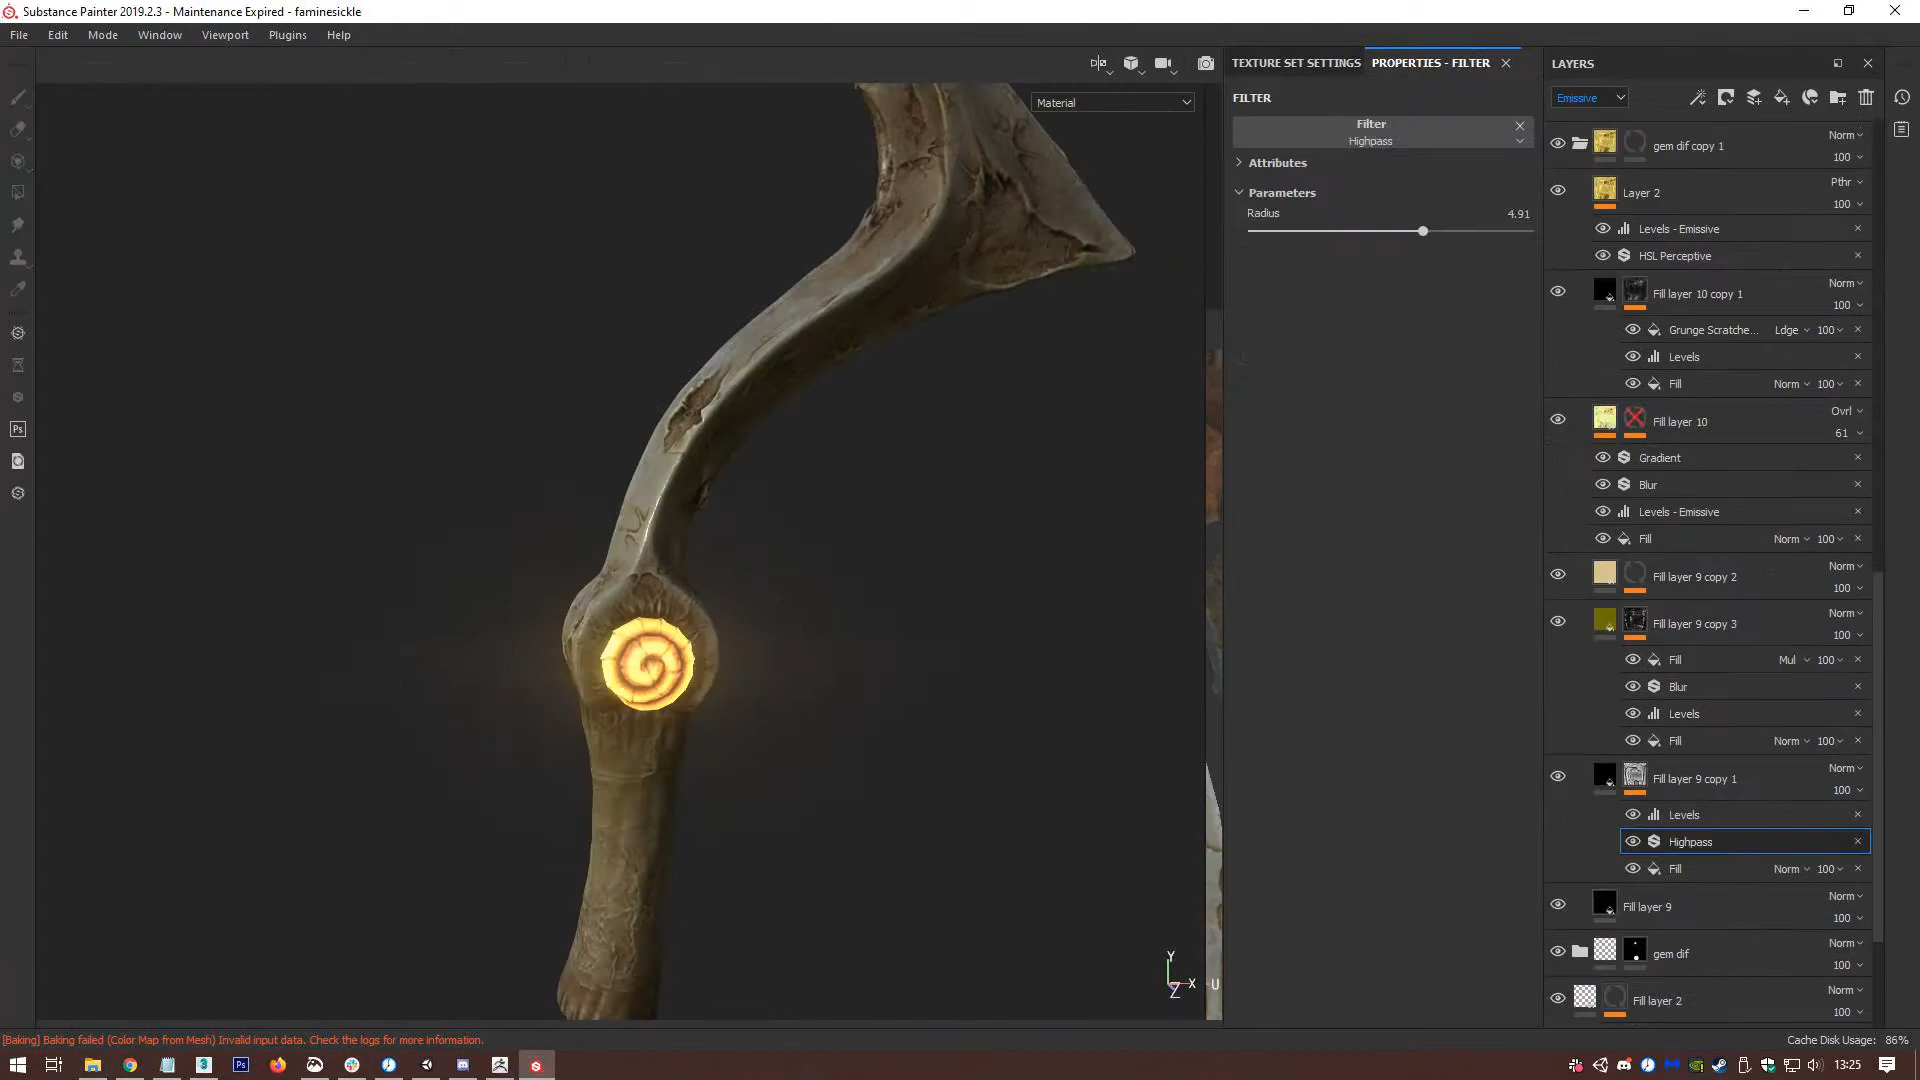 Substance Painter 2019.2.3 - Maintenance Expired - faminesickle
File Edit Mode Window Viewport Plugins Help
Material
TEXTURE SET SETTINGS PROPERTIES - FILTER
FILTER
Filter
Highpass
Attributes
Parameters
Radius 4.91
LAYERS
Emissive
gem dif copy 1 Norm 100
Layer 2 Pthr 100
Levels - Emissive
HSL Perceptive
Fill layer 10 copy 1 Norm 100
Grunge Scratche... Ldge 100
Levels
Fill Norm 100
Fill layer 10 Ovrl 61
Gradient
Blur
Levels - Emissive
Fill Norm 100
Fill layer 9 copy 2 Norm 100
Fill layer 9 copy 3 Norm 100
Fill Mul 100
Blur
Levels
Fill Norm 100
Fill layer 9 copy 1 Norm 100
Levels
Highpass
Fill Norm 100
Fill layer 9 Norm 100
gem dif Norm 100
Fill layer 2 Norm 100
Ps
Y
X
Z
U
[Baking] Baking failed (Color Map from Mesh) Invalid input data. Check the logs for more information.
Cache Disk Usage: 86%
3 Ps
13:25